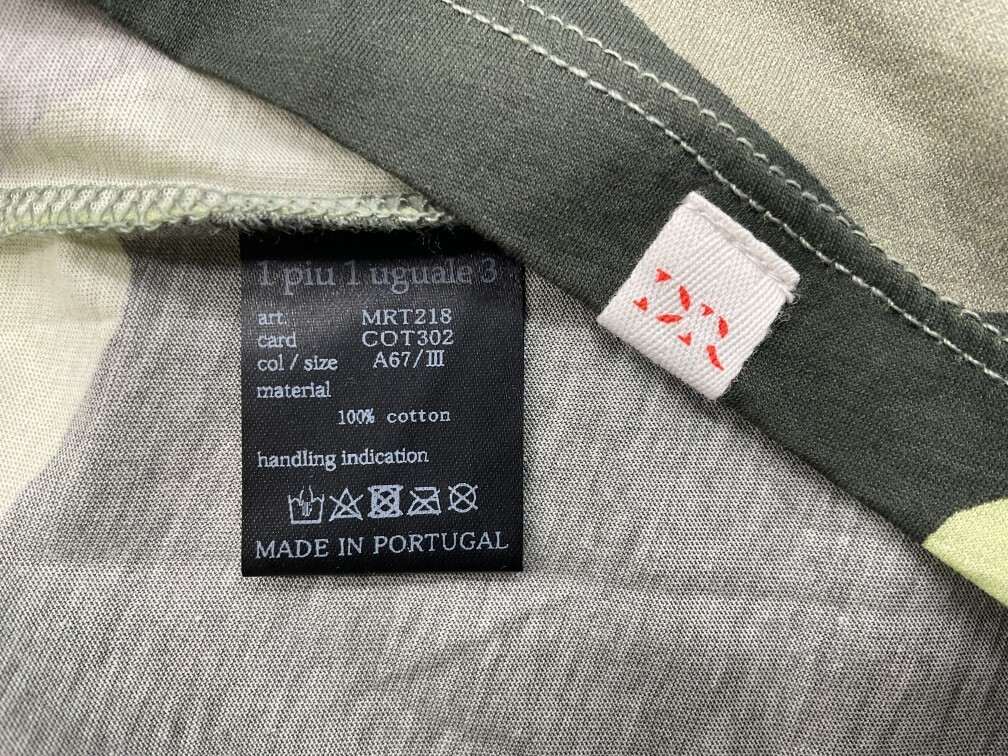 1 piu 1 uguale 3
art. MRT218
card COT302
col / size A67/Ⅲ
material
100% cotton
handling indication
MADE IN PORTUGAL